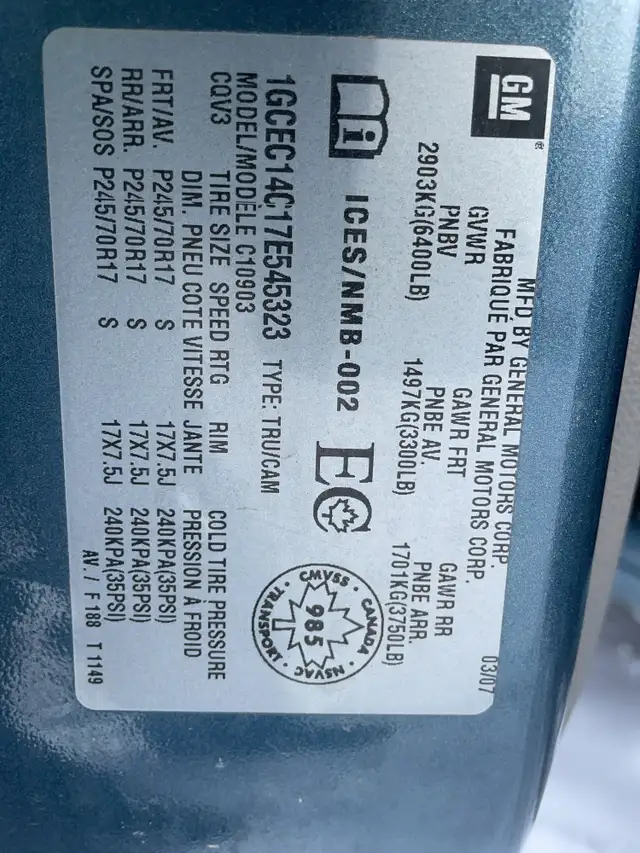 GM
MFD BY GENERAL MOTORS CORP.
FABRIQUÉ PAR GENERAL MOTORS CORP.
03/07
GVWR GAWR FRT GAWR RR
PNBV PNBE AV. PNBE ARR.
2903KG(6400LB) 1497KG(3300LB) 1701KG(3750LB)
i ICES/NMB-002 EC
CANADA · NSVAC · TRANSPORT · CMVSS ·
985
1GCEC14C17E545323 TYPE: TRU/CAM
MODEL/MODÈLE C10903
CQV3 TIRE SIZE SPEED RTG RIM COLD TIRE PRESSURE
DIM. PNEU COTE VITESSE JANTE PRESSION À FROID
FRT/AV. P245/70R17 S 17X7.5J 240KPA(35PSI)
RR/ARR. P245/70R17 S 17X7.5J 240KPA(35PSI)
SPA/SOS P245/70R17 S 17X7.5J 240KPA(35PSI)
AV. / F 188 T1149